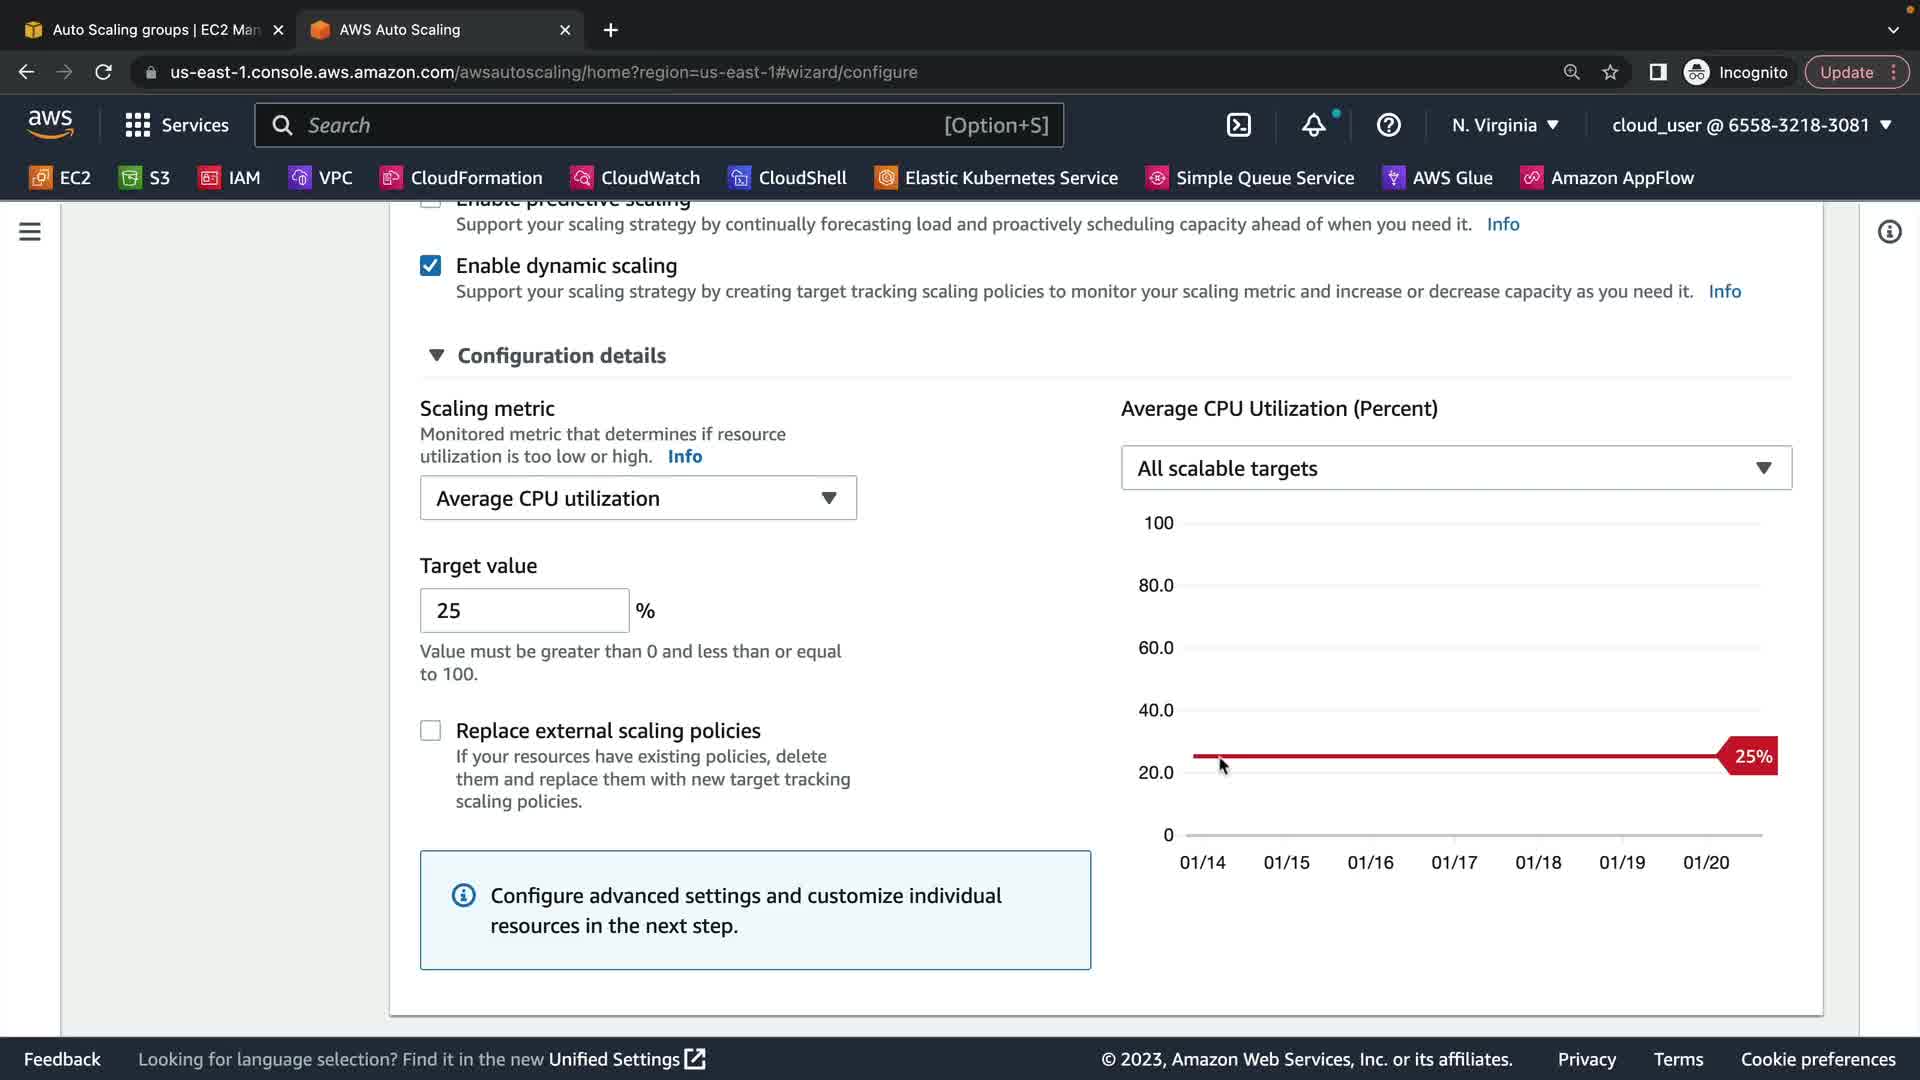 Auto Scaling groups | EC2 Man
AWS Auto Scaling
us-east-1.console.aws.amazon.com/awsautoscaling/home?region=us-east-1#wizard/configure
Incognito
Update
aws
Services
Search
[Option+S]
N. Virginia
cloud_user @ 6558-3218-3081
EC2
S3
IAM
VPC
CloudFormation
CloudWatch
CloudShell
Elastic Kubernetes Service
Simple Queue Service
AWS Glue
Amazon AppFlow
Enable predictive scaling
Support your scaling strategy by continually forecasting load and proactively scheduling capacity ahead of when you need it. Info
Enable dynamic scaling
Support your scaling strategy by creating target tracking scaling policies to monitor your scaling metric and increase or decrease capacity as you need it. Info
Configuration details
Scaling metric
Monitored metric that determines if resource
utilization is too low or high. Info
Average CPU utilization
Target value
25 %
Value must be greater than 0 and less than or equal
to 100.
Replace external scaling policies
If your resources have existing policies, delete
them and replace them with new target tracking
scaling policies.
Configure advanced settings and customize individual
resources in the next step.
Average CPU Utilization (Percent)
All scalable targets
100
80.0
60.0
40.0
25%
20.0
0
01/14 01/15 01/16 01/17 01/18 01/19 01/20
Feedback
Looking for language selection? Find it in the new Unified Settings
© 2023, Amazon Web Services, Inc. or its affiliates.
Privacy
Terms
Cookie preferences